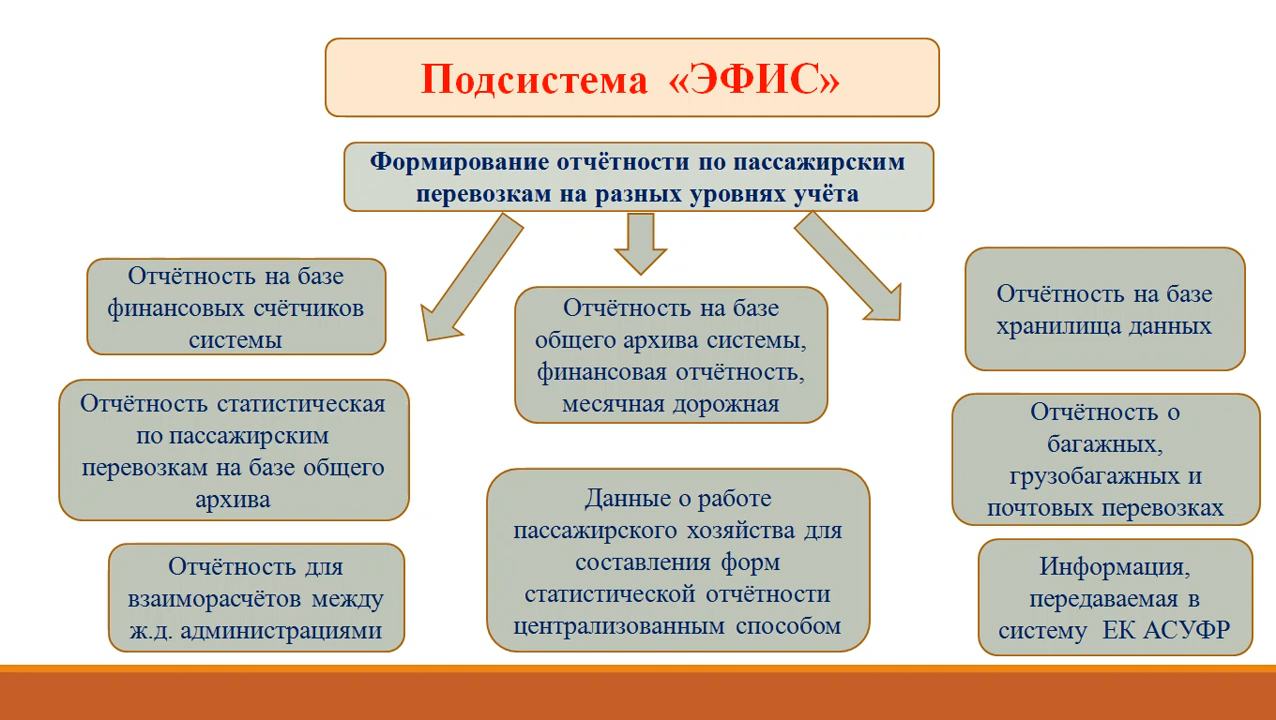 Подсистема «ЭФИС»
Формирование отчётности по пассажирским
перевозкам на разных уровнях учёта
Отчётность на базе
финансовых счётчиков
системы
Отчётность статистическая
по пассажирским
перевозкам на базе общего
архива
Отчётность для
взаиморасчётов между
ж.д. администрациями
Отчётность на базе
общего архива системы,
финансовая отчётность,
месячная дорожная
Данные о работе
пассажирского хозяйства для
составления форм
статистической отчётности
централизованным способом
Отчётность на базе
хранилища данных
Отчётность о
багажных,
грузобагажных и
почтовых перевозках
Информация,
передаваемая в
систему ЕК АСУФР